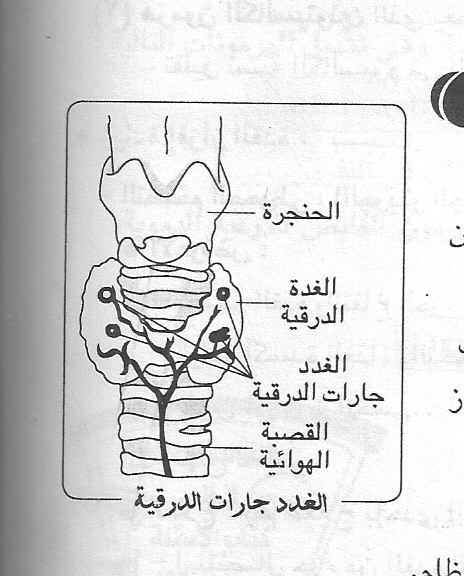 الحنجرة
الغدة
الدرقية
الغدد
جارات الدرقية
القصبة
الهوائية
الغدد جارات الدرقية